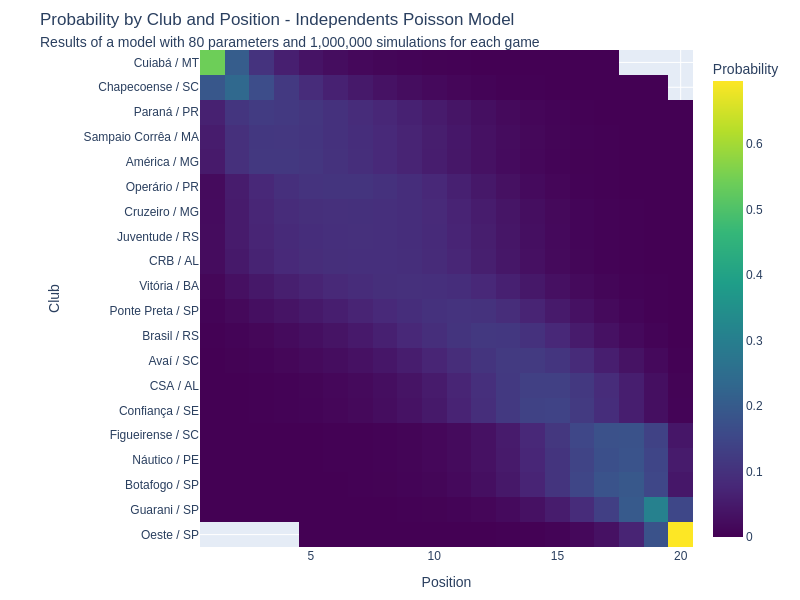 Probability by Club and Position - Independents Poisson Model
Results of a model with 80 parameters and 1,000,000 simulations for each game
Probability
Cuiabá / MT
Chapecoense / SC
Paraná / PR
Sampaio Corrêa / MA
América / MG
Operário / PR
Cruzeiro / MG
Juventude / RS
CRB / AL
Vitória / BA
Ponte Preta / SP
Brasil / RS
Avaí / SC
CSA / AL
Confiança / SE
Figueirense / SC
Náutico / PE
Botafogo / SP
Guarani / SP
Oeste / SP
Club
5
10
15
20
Position
0.6
0.5
0.4
0.3
0.2
0.1
0